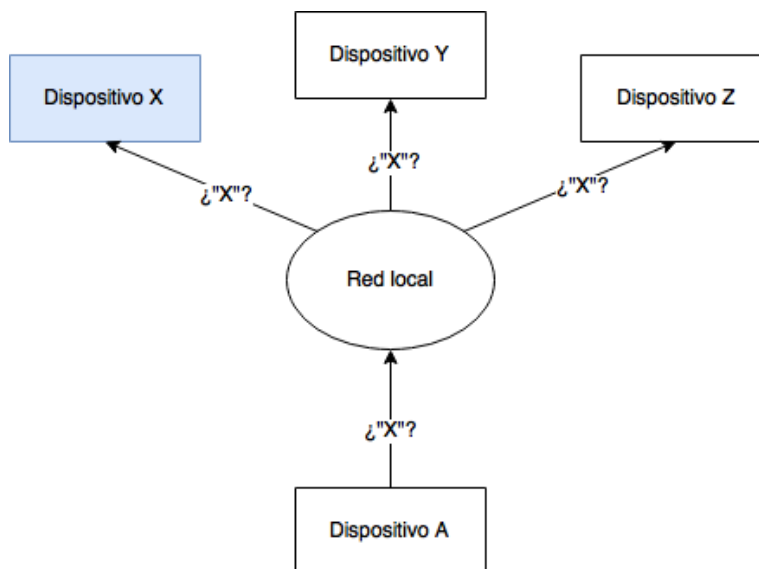 Dispositivo Y
Dispositivo X
Dispositivo Z
¿"X"?
¿"X"?
¿"X"?
Red local
¿"X"?
Dispositivo A